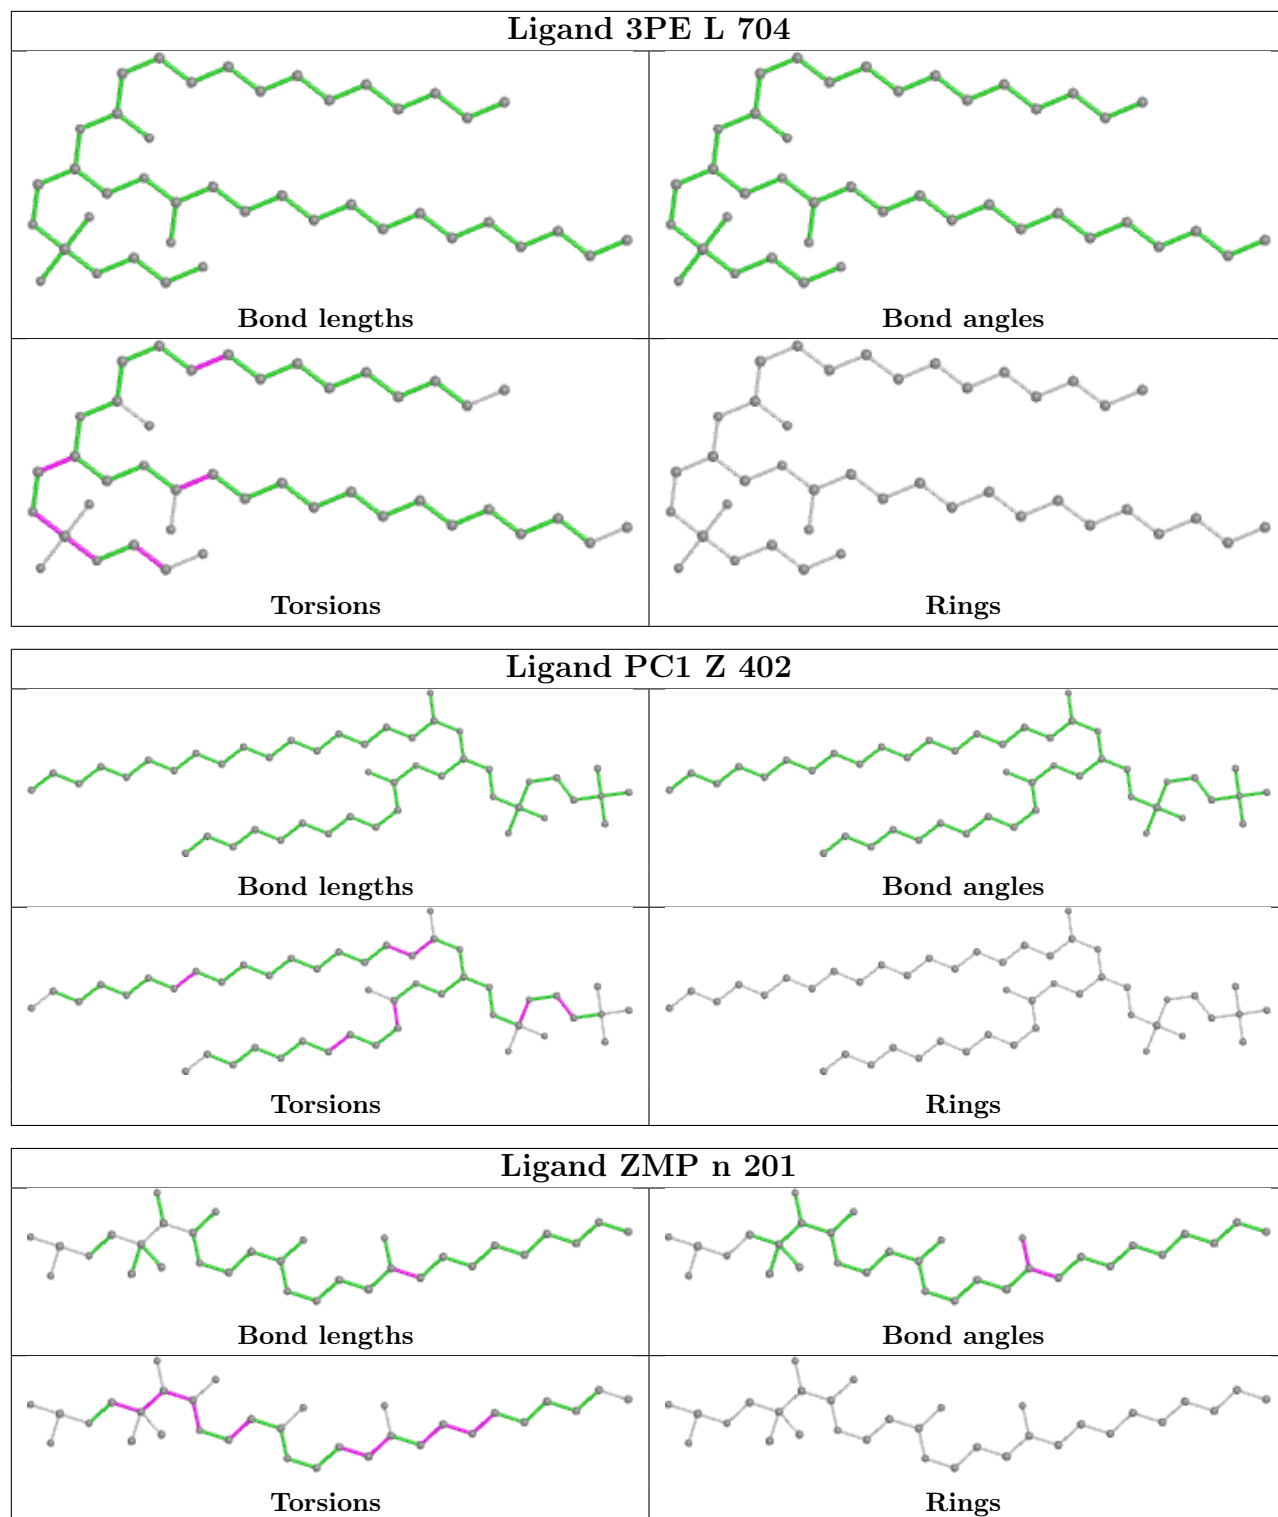 Ligand 3PE L 704
Bond lengths
Bond angles
Torsions
Rings
Ligand PC1 Z 402
Bond lengths
Bond angles
Torsions
Rings
Ligand ZMP n 201
Bond lengths
Bond angles
Torsions
Rings